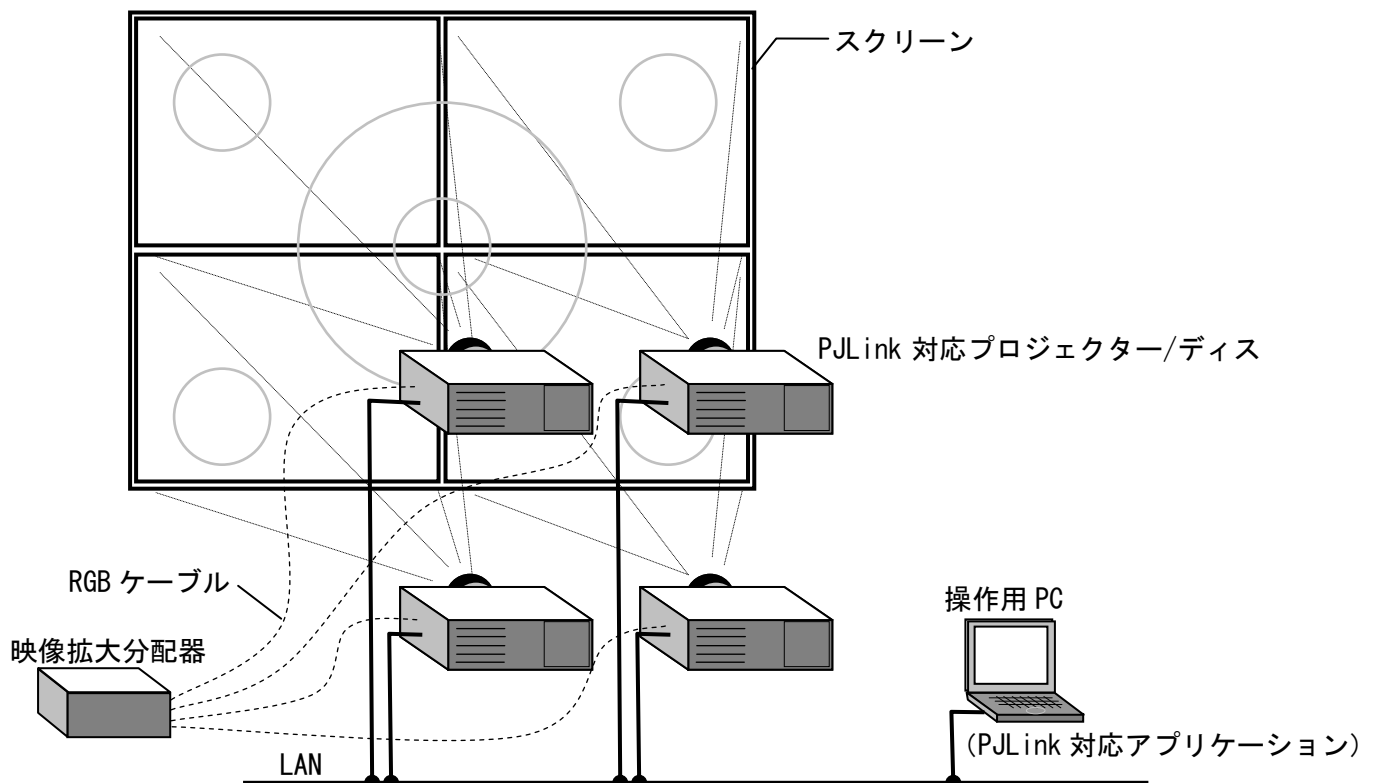 スクリーン
PJLink 対応プロジェクター/ディス
RGB ケーブル
操作用 PC
映像拡大分配器
(PJLink 対応アプリケーション)
LAN